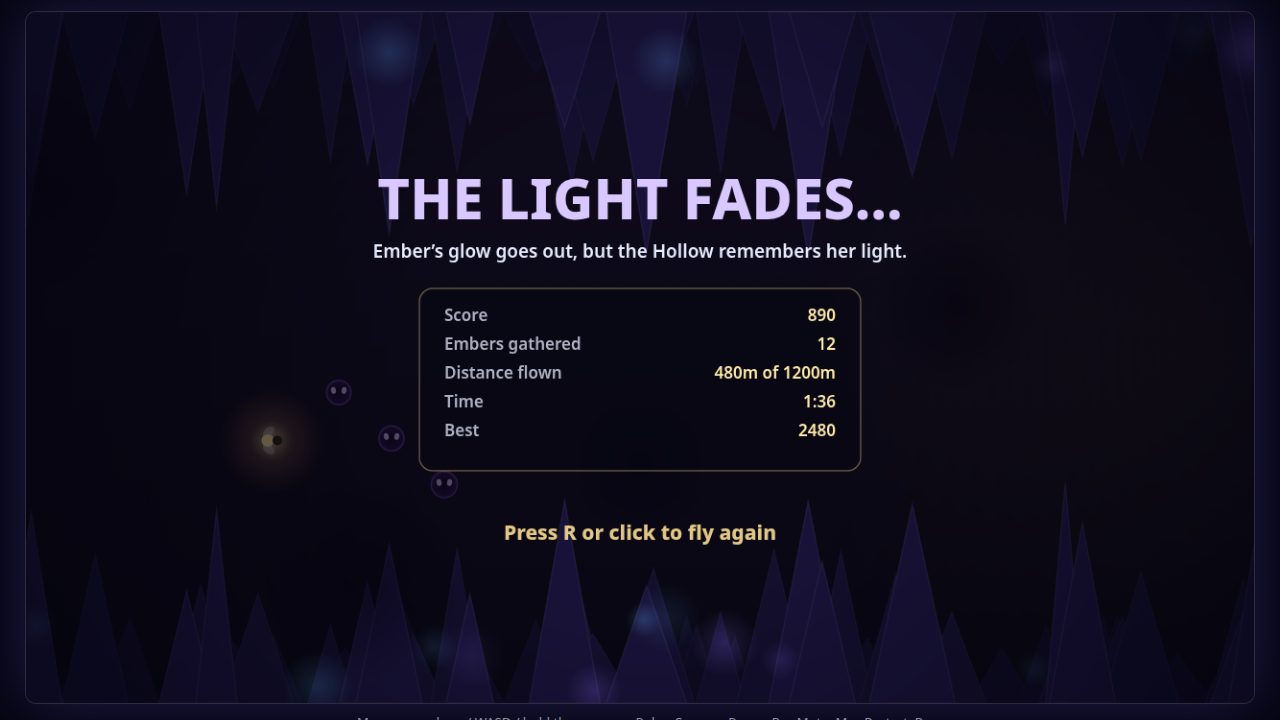 THE LIGHT FADES...
Ember's glow goes out, but the Hollow remembers her light.
Score 890
Embers gathered 12
Distance flown 480m of 1200m
Time 1:36
Best 2480
Press R or click to fly again